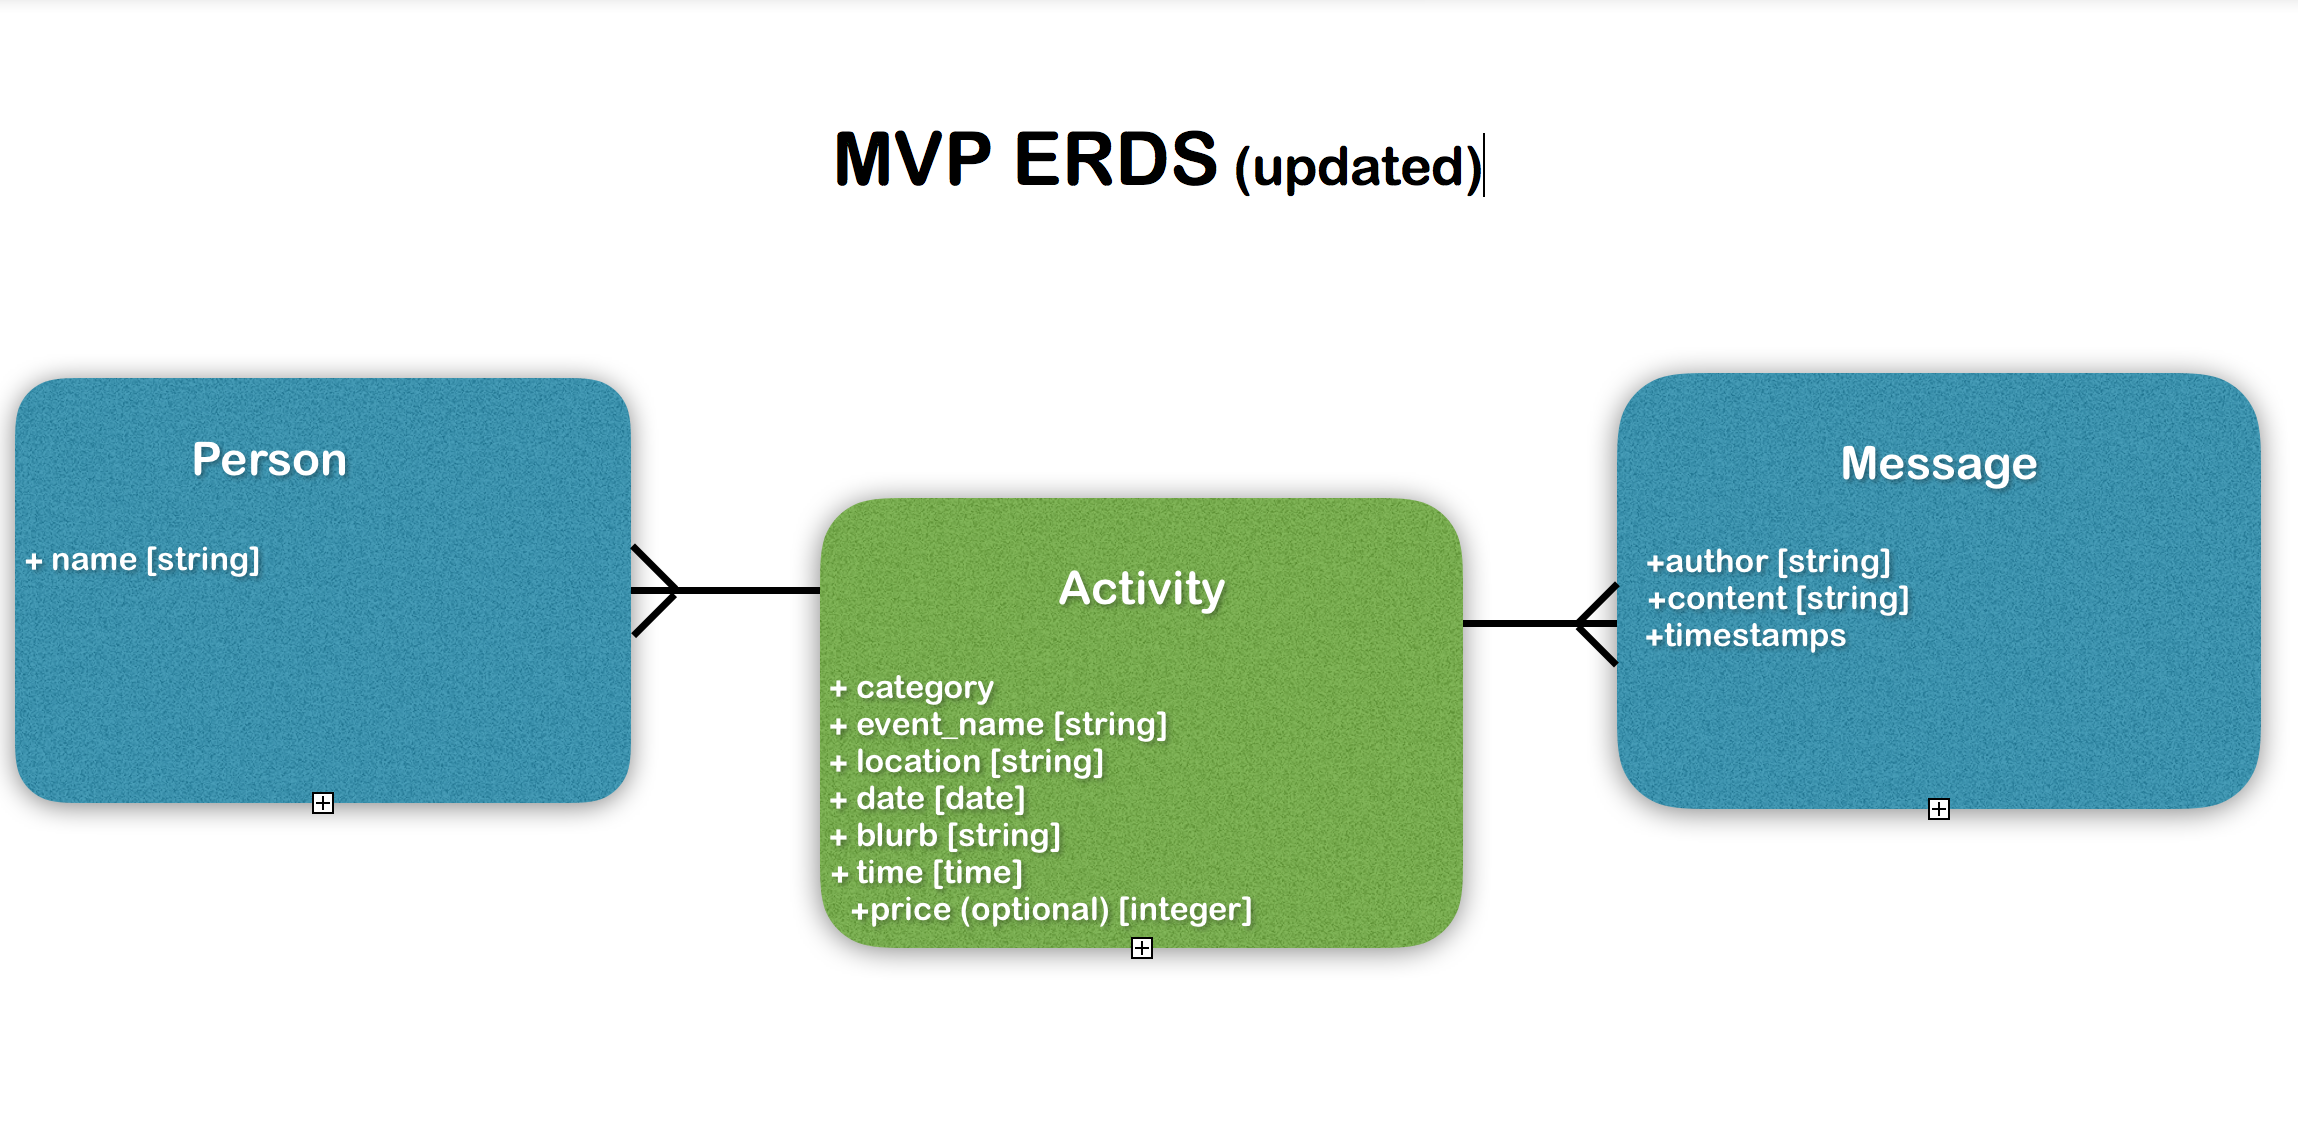 MVP ERDS (updated)
Person
+ name [string]
Activity
+ category
+ event_name [string]
+ location [string]
+ date [date]
+ blurb [string]
+ time [time]
+price (optional) [integer]
Message
+author [string]
+content [string]
+timestamps